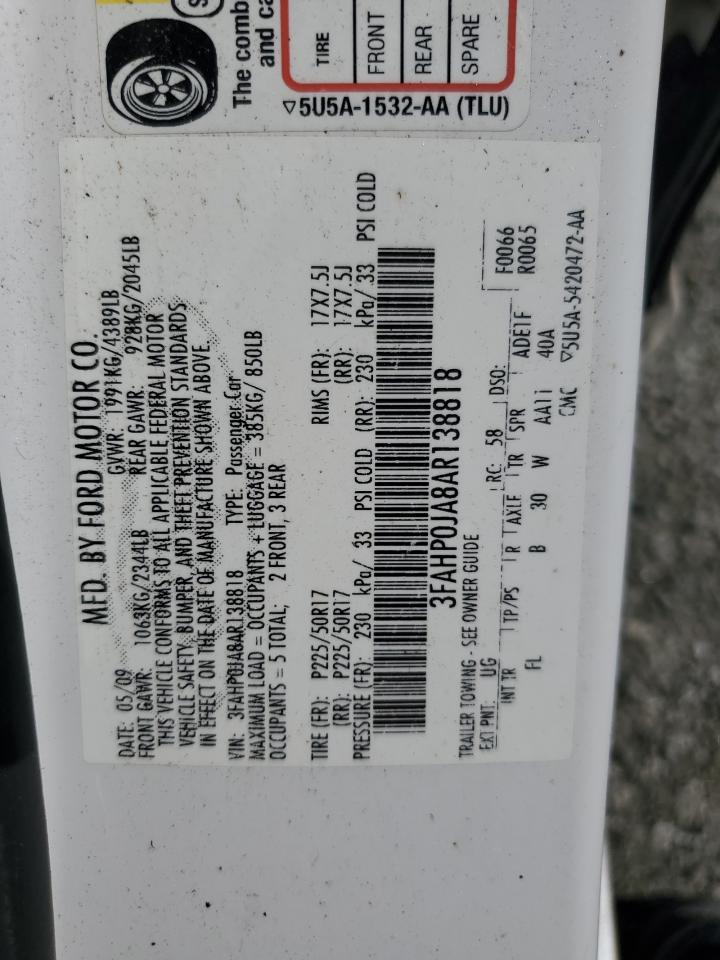 The comb
and ca
TIRE
FRONT
REAR
SPARE
▽5U5A-1532-AA (TLU)
MFD. BY FORD MOTOR CO.
DATE: 05/09 GVWR: 1991KG/4389LB
FRONT GAWR: 1063KG/2344LB REAR GAWR: 928KG/2045LB
THIS VEHICLE CONFORMS TO ALL APPLICABLE FEDERAL MOTOR
VEHICLE SAFETY, BUMPER, AND THEFT PREVENTION STANDARDS
IN EFFECT ON THE DATE OF MANUFACTURE SHOWN ABOVE.
VIN: 3FAHP0JA8AR138818 TYPE: Passenger Car
MAXIMUM LOAD = OCCUPANTS + LUGGAGE = 385KG/ 850LB
OCCUPANTS = 5 TOTAL; 2 FRONT, 3 REAR
TIRE (FR): P225/50R17 RIMS (FR): 17X7.5J
(RR): P225/50R17 (RR): 17X7.5J
PRESSURE (FR): 230 kPa/ 33 PSI COLD (RR): 230 kPa/ 33 PSI COLD
3FAHP0JA8AR138818
TRAILER TOWING - SEE OWNER GUIDE
EXT PNT: UG RC: 58 DSO: F0066
R0065
INT TR TP/PS R AXLE TR SPR ADE1F
FL B 30 W AA11 40A
CMC ▽5U5A-5420472-AA